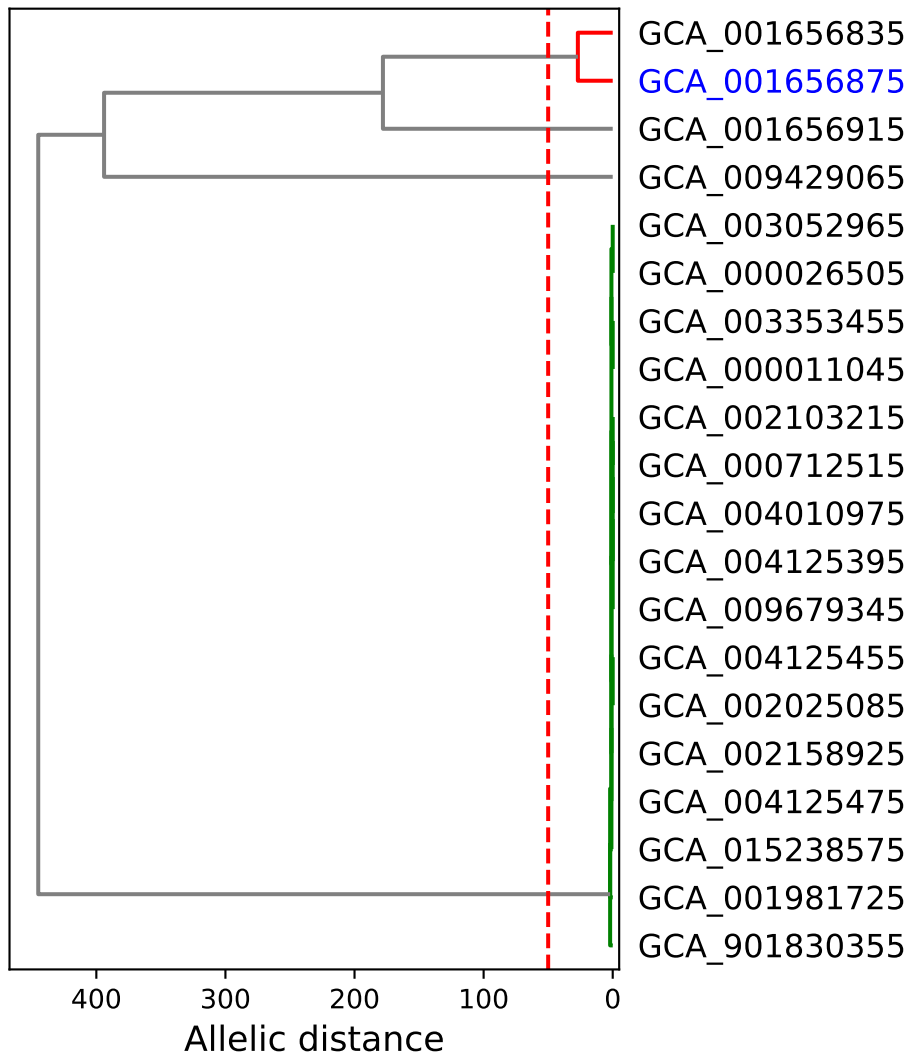 GCA_001656835
GCA_001656875
GCA_001656915
GCA_009429065
GCA_003052965
GCA_000026505
GCA_003353455
GCA_000011045
GCA_002103215
GCA_000712515
GCA_004010975
GCA_004125395
GCA_009679345
GCA_004125455
GCA_002025085
GCA_002158925
GCA_004125475
GCA_015238575
GCA_001981725
GCA_901830355
400 300 200 100 0
Allelic distance